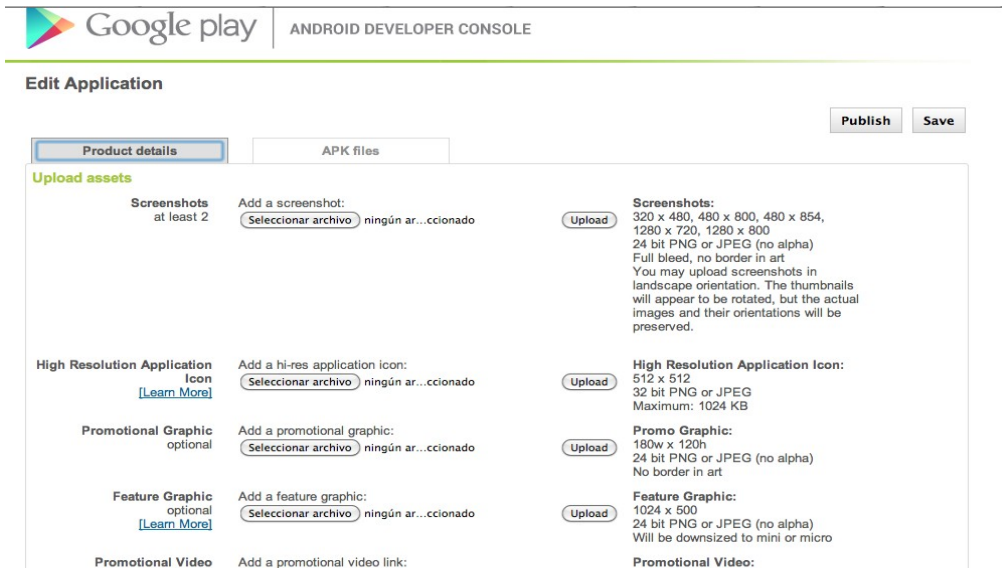 Google play ANDROID DEVELOPER CONSOLE
Edit Application
Publish Save
Product details APK files
Upload assets
Screenshots
at least 2
Add a screenshot:
Seleccionar archivo ningún ar...ccionado
Upload
Screenshots:
320 x 480, 480 x 800, 480 x 854,
1280 x 720, 1280 x 800
24 bit PNG or JPEG (no alpha)
Full bleed, no border in art
You may upload screenshots in
landscape orientation. The thumbnails
will appear to be rotated, but the actual
images and their orientations will be
preserved.
High Resolution Application
Icon
[Learn More]
Add a hi-res application icon:
Seleccionar archivo ningún ar...ccionado
Upload
High Resolution Application Icon:
512 x 512
32 bit PNG or JPEG
Maximum: 1024 KB
Promotional Graphic
optional
Add a promotional graphic:
Seleccionar archivo ningún ar...ccionado
Upload
Promo Graphic:
180w x 120h
24 bit PNG or JPEG (no alpha)
No border in art
Feature Graphic
optional
[Learn More]
Add a feature graphic:
Seleccionar archivo ningún ar...ccionado
Upload
Feature Graphic:
1024 x 500
24 bit PNG or JPEG (no alpha)
Will be downsized to mini or micro
Promotional Video
Add a promotional video link:
Promotional Video: